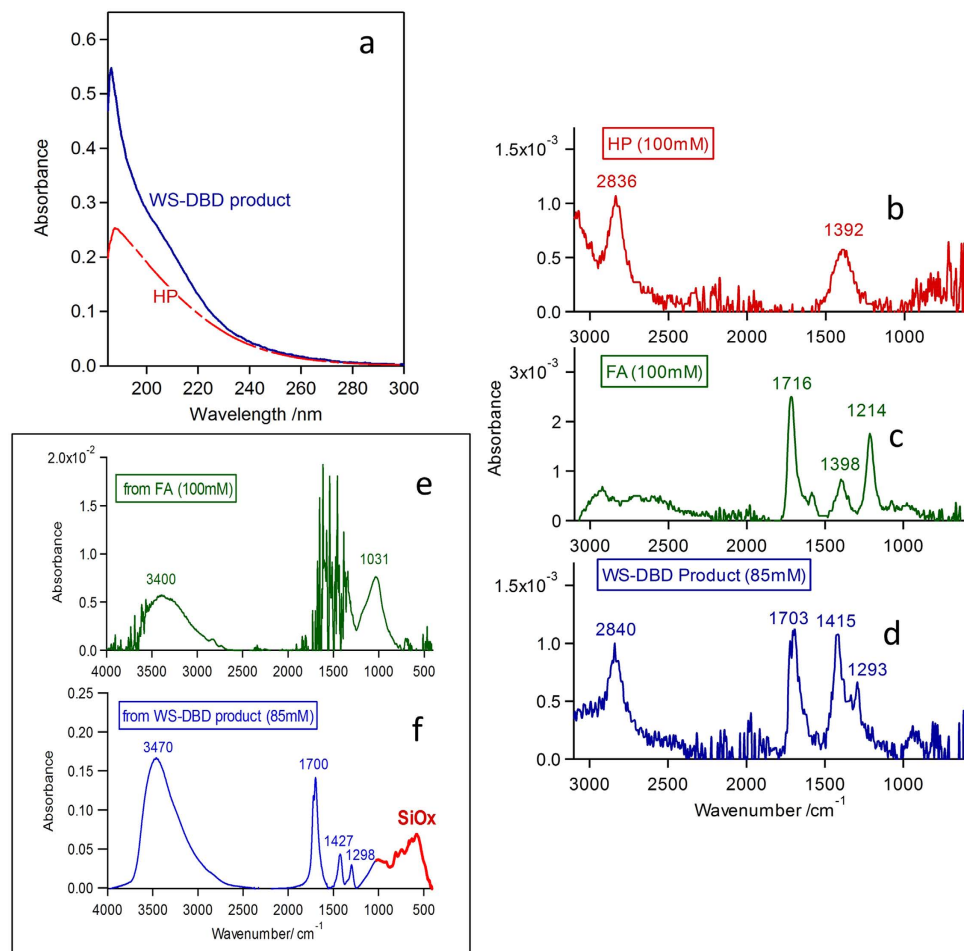 a
0.6
0.5
0.4
0.3
0.2
0.1
0.0
Absorbance
WS-DBD product
HP
200
220
240
260
280
300
Wavelength /nm
HP (100mM)
b
1.5x10⁻³
1.0
0.5
0.0
Absorbance
2836
1392
3000
2500
2000
1500
1000
FA (100mM)
c
3x10⁻³
2
1
0
Absorbance
1716
1398
1214
3000
2500
2000
1500
1000
WS-DBD Product (85mM)
d
1.5x10⁻³
1.0
0.5
0.0
Absorbance
2840
1703
1415
1293
3000
2500
2000
1500
1000
Wavenumber /cm⁻¹
from FA (100mM)
e
2.0x10⁻²
1.0
0.5
0.0
Absorbance
3400
1031
4000
3500
3000
2500
2000
1500
1000
500
from WS-DBD product (85mM)
f
0.25
0.20
0.15
0.10
0.05
0.00
Absorbance
3470
1700
1427
1298
SiOx
4000
3500
3000
2500
2000
1500
1000
500
Wavenumber/ cm⁻¹